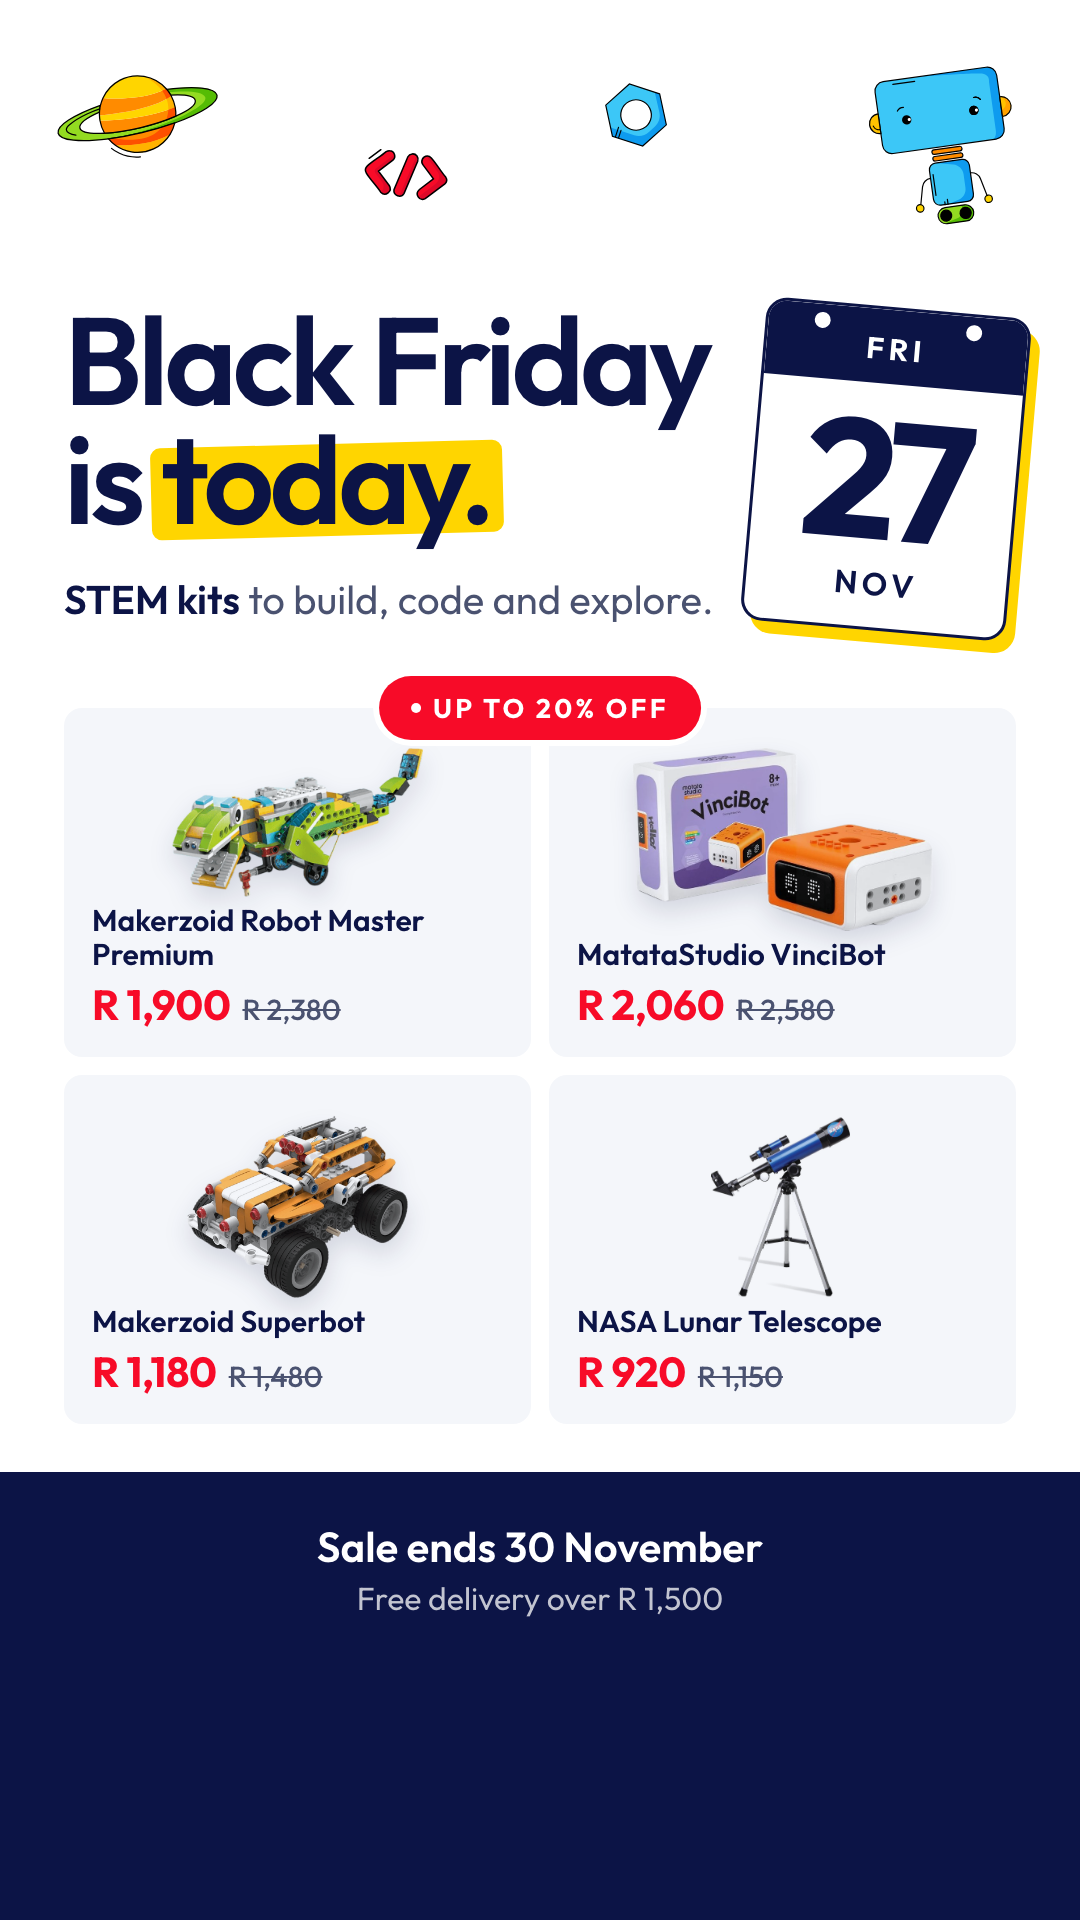 </>
Black Friday
is today.
STEM kits to build, code and explore.
FRI
27
NOV
• UP TO 20% OFF
matata
studio
VinciBot
8+
Makerzoid Robot Master
Premium
R 1,900 R 2,380
MatataStudio VinciBot
R 2,060 R 2,580
Makerzoid Superbot
R 1,180 R 1,480
NASA Lunar Telescope
R 920 R 1,150
Sale ends 30 November
Free delivery over R 1,500